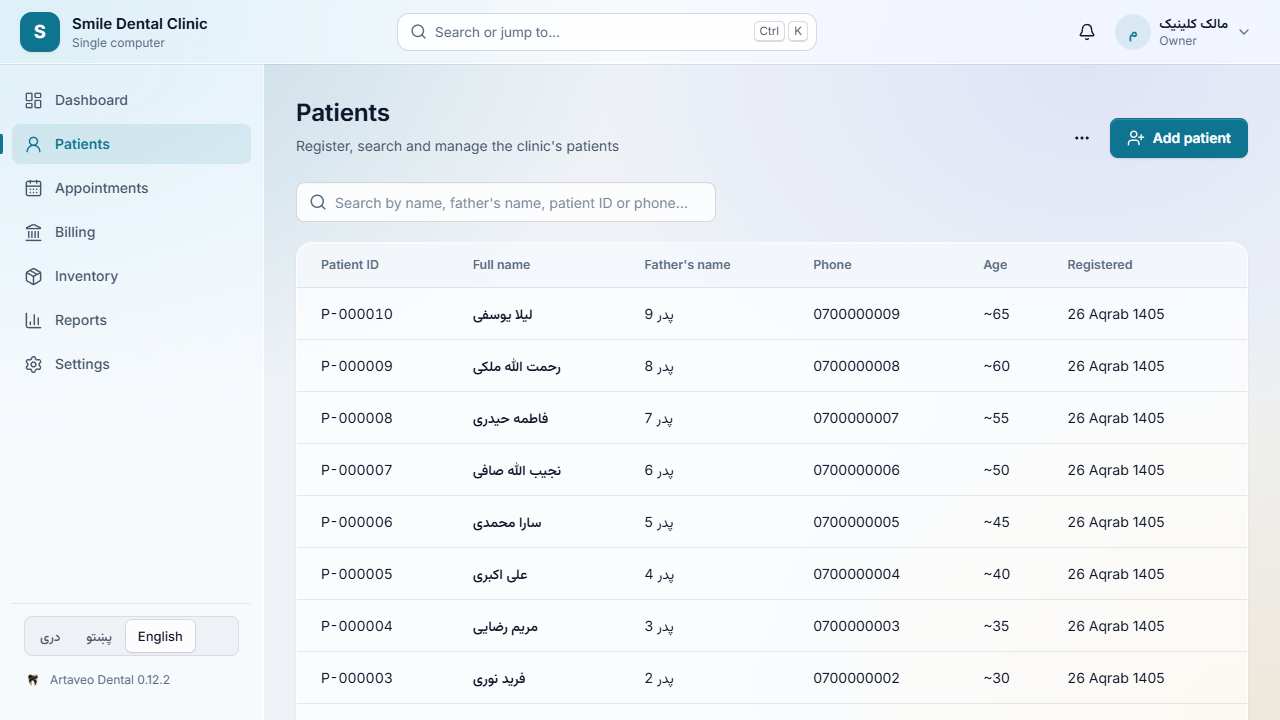 S
Smile Dental Clinic
Single computer
Search or jump to...
Ctrl K
م
مالک کلینیک
Owner
Dashboard
Patients
Appointments
Billing
Inventory
Reports
Settings
دری پښتو English
Artaveo Dental 0.12.2
Patients
Register, search and manage the clinic's patients
Add patient
Search by name, father's name, patient ID or phone...
Patient ID Full name Father's name Phone Age Registered
P-000010 لیلا یوسفی پدر 9 0700000009 ~65 26 Aqrab 1405
P-000009 رحمت الله ملکی پدر 8 0700000008 ~60 26 Aqrab 1405
P-000008 فاطمه حیدری پدر 7 0700000007 ~55 26 Aqrab 1405
P-000007 نجیب الله صافی پدر 6 0700000006 ~50 26 Aqrab 1405
P-000006 سارا محمدی پدر 5 0700000005 ~45 26 Aqrab 1405
P-000005 علی اکبری پدر 4 0700000004 ~40 26 Aqrab 1405
P-000004 مریم رضایی پدر 3 0700000003 ~35 26 Aqrab 1405
P-000003 فرید نوری پدر 2 0700000002 ~30 26 Aqrab 1405